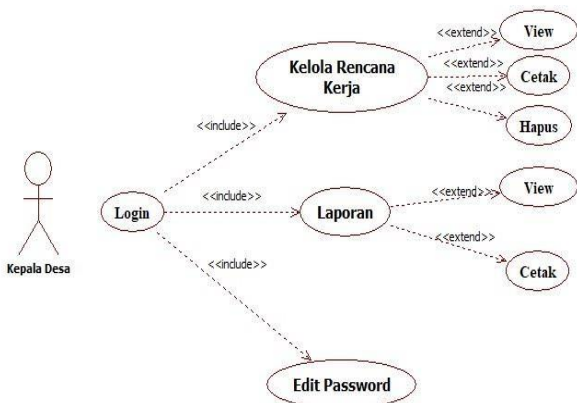 <<extend>>
View
Kelola Rencana
Kerja
<<extend>>
Cetak
<<extend>>
Hapus
<<include>>
View
<<extend>>
Login
<<include>>
Laporan
<<extend>>
Kepala Desa
<<include>>
Cetak
Edit Password